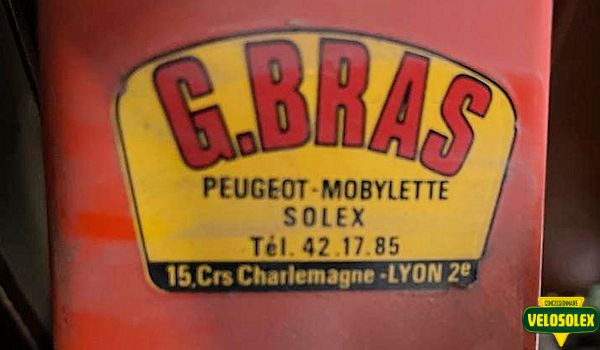 G.BRAS
PEUGEOT-MOBYLETTE
SOLEX
Tél. 42.17.85
15,Crs Charlemagne-LYON 2e
CONCESSIONNAIRE
VELOSOLEX